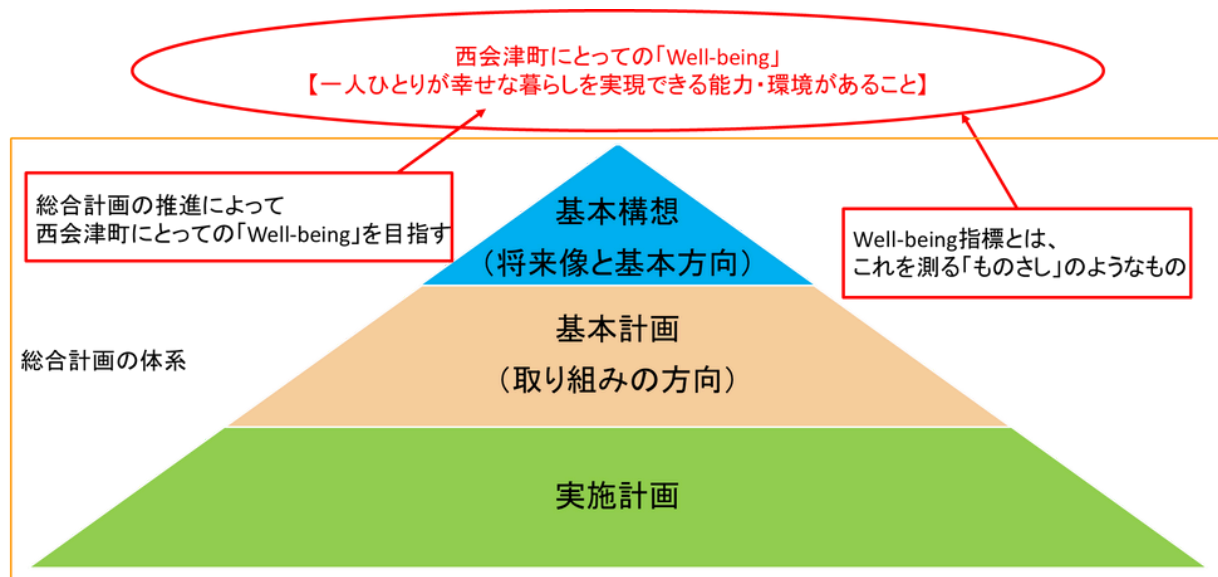 西会津町にとっての「Well-being」
【一人ひとりが幸せな暮らしを実現できる能力・環境があること】
総合計画の推進によって
西会津町にとっての「Well-being」を目指す
基本構想
（将来像と基本方向）
Well-being指標とは、
これを測る「ものさし」のようなもの
基本計画
（取り組みの方向）
総合計画の体系
実施計画